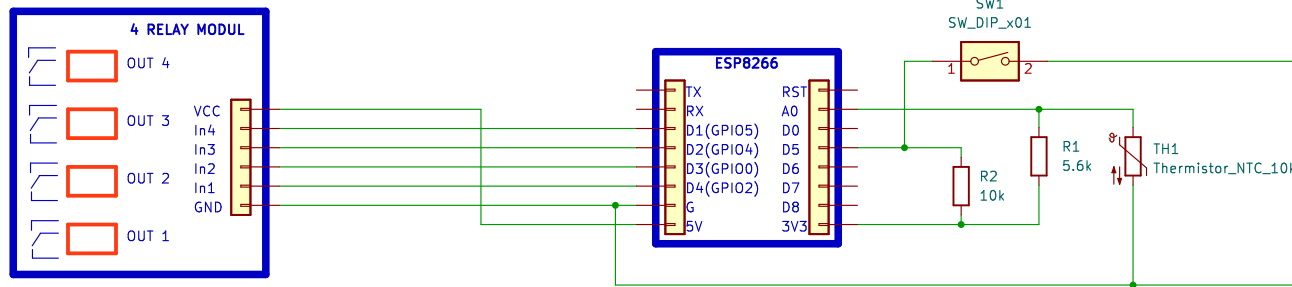 4 RELAY MODUL
OUT 4
OUT 3
OUT 2
OUT 1
VCC
In4
In3
In2
In1
GND
ESP8266
TX
RX
D1(GPIO5)
D2(GPIO4)
D3(GPIO0)
D4(GPIO2)
G
5V
RST
A0
D0
D5
D6
D7
D8
3V3
SW1
SW_DIP_x01
1
2
R2
10k
R1
5.6k
θ
TH1
Thermistor_NTC_10k